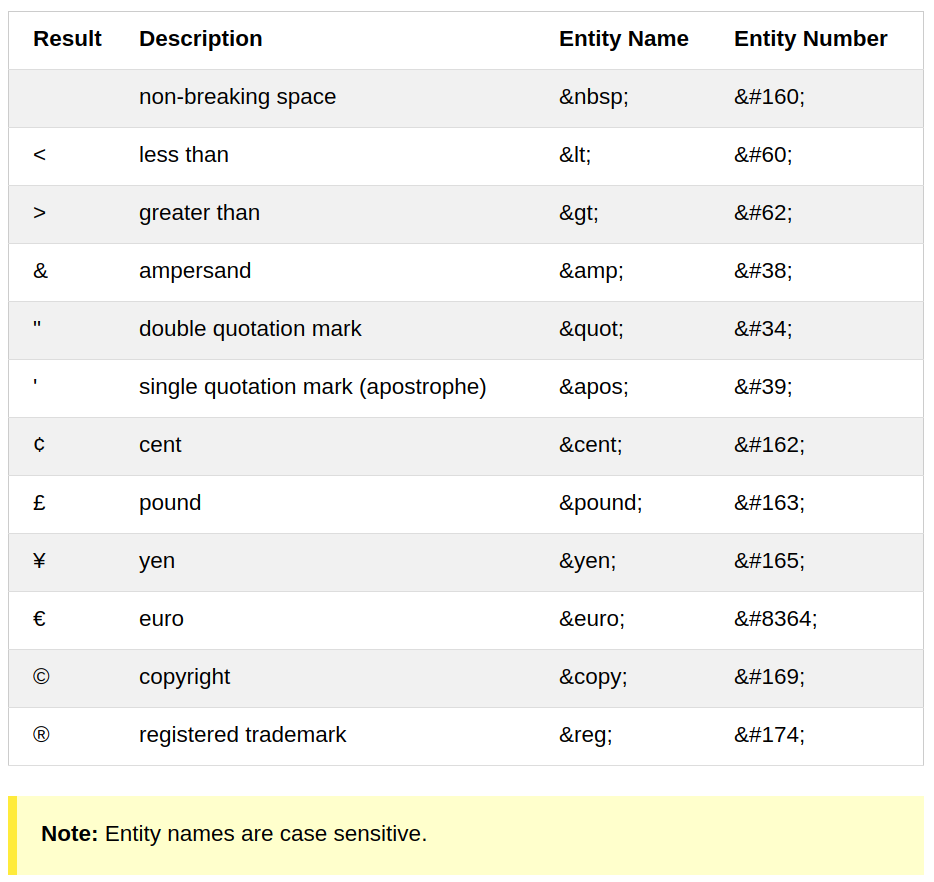 Result Description Entity Name Entity Number
non-breaking space &nbsp; &#160;
< less than &lt; &#60;
> greater than &gt; &#62;
& ampersand &amp; &#38;
" double quotation mark &quot; &#34;
' single quotation mark (apostrophe) &apos; &#39;
¢ cent &cent; &#162;
£ pound &pound; &#163;
¥ yen &yen; &#165;
€ euro &euro; &#8364;
© copyright &copy; &#169;
® registered trademark &reg; &#174;
Note: Entity names are case sensitive.